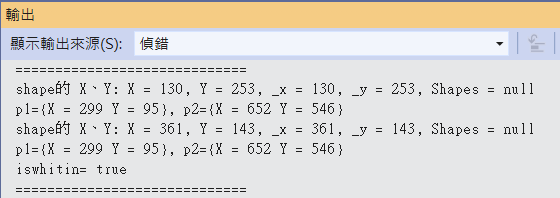 輸出
顯示輸出來源(S): 偵錯
============================
shape的 X、Y: X = 130, Y = 253, _x = 130, _y = 253, Shapes = null
p1={X = 299 Y = 95}, p2={X = 652 Y = 546}
shape的 X、Y: X = 361, Y = 143, _x = 361, _y = 143, Shapes = null
p1={X = 299 Y = 95}, p2={X = 652 Y = 546}
iswhitin= true
============================